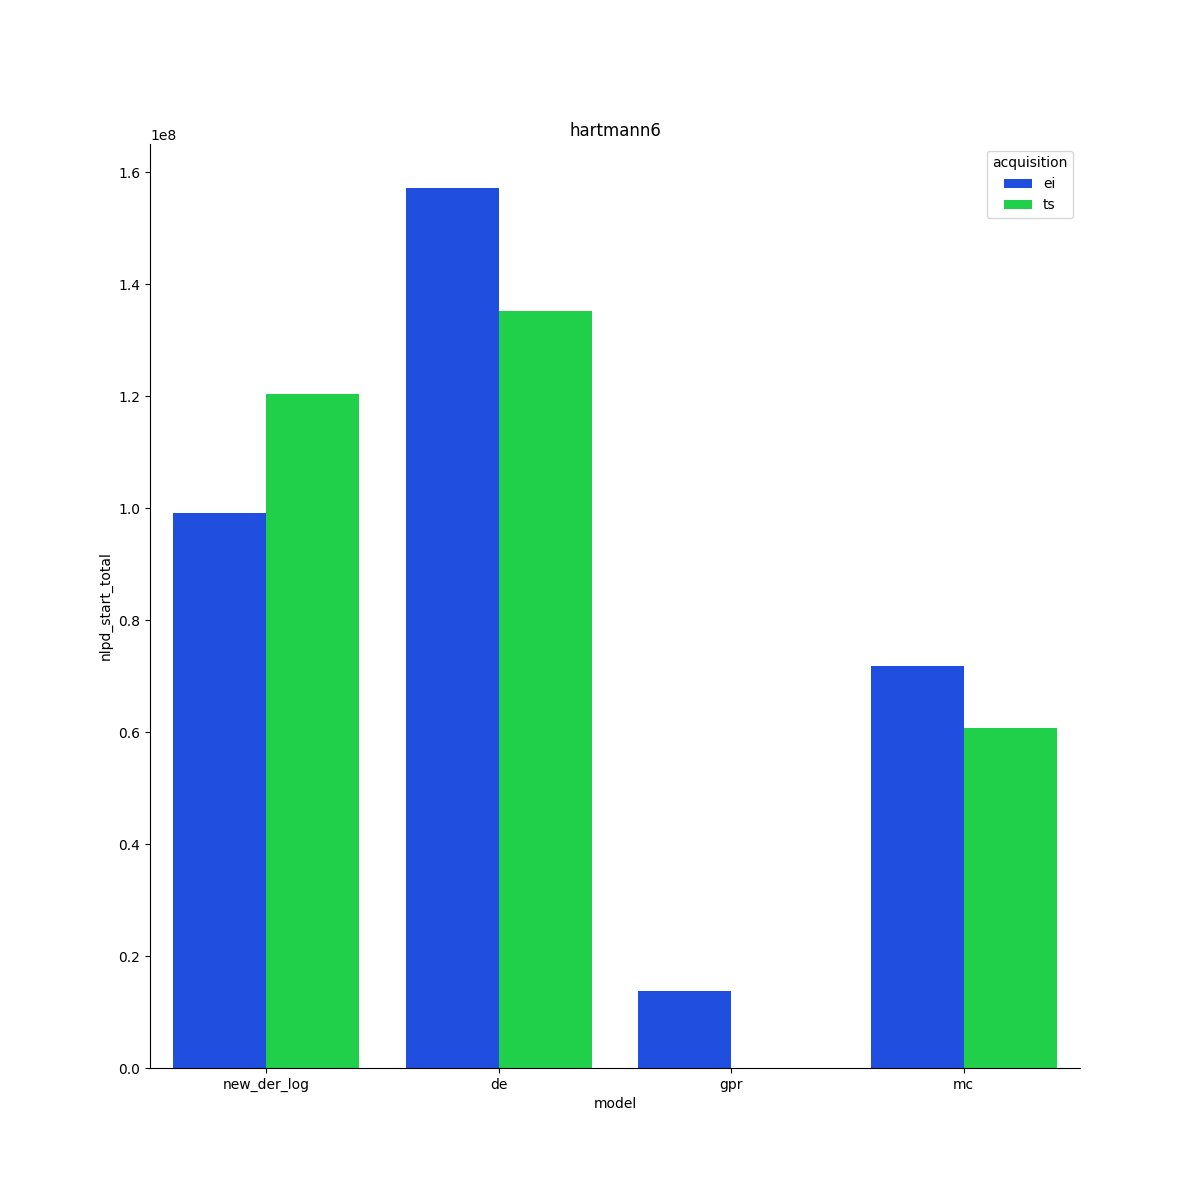 hartmann6
1e8
acquisition
ei
ts
1.6
1.4
1.2
1.0
0.8
0.6
0.4
0.2
0.0
nlpd_start_total
new_der_log de gpr mc
model